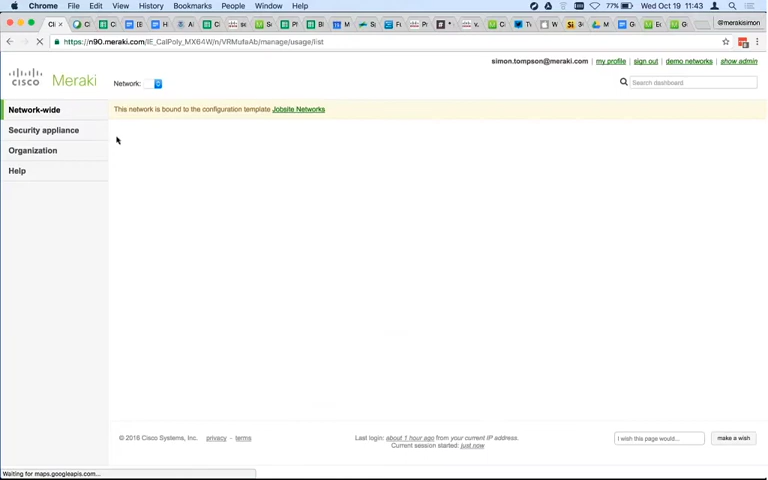 Chrome File Edit View History Bookmarks People Window Help 77% Wed Oct 19 11:43
@merakisimon
https://n90.meraki.com/IE_CalPoly_MX64W/n/VRMufaAb/manage/usage/list
simon.tompson@meraki.com | my profile | sign out | demo networks | show admin
CISCO Meraki
Network:
Search dashboard
Network-wide
This network is bound to the configuration template Jobsite Networks
Security appliance
Organization
Help
© 2016 Cisco Systems, Inc. privacy - terms
Last login: about 1 hour ago from your current IP address.
Current session started: just now
I wish this page would...
make a wish
Waiting for maps.googleapis.com...